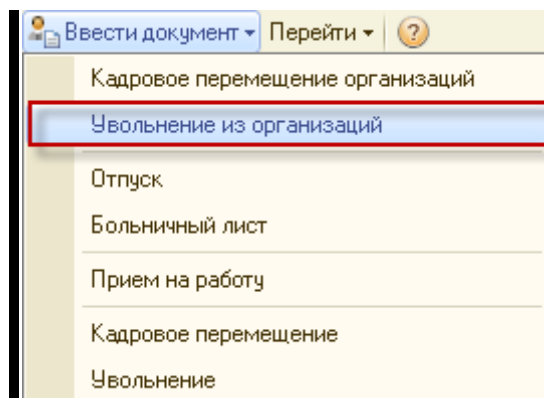 Ввести документ Перейти ?
Кадровое перемещение организаций
Увольнение из организаций
Отпуск
Больничный лист
Прием на работу
Кадровое перемещение
Увольнение